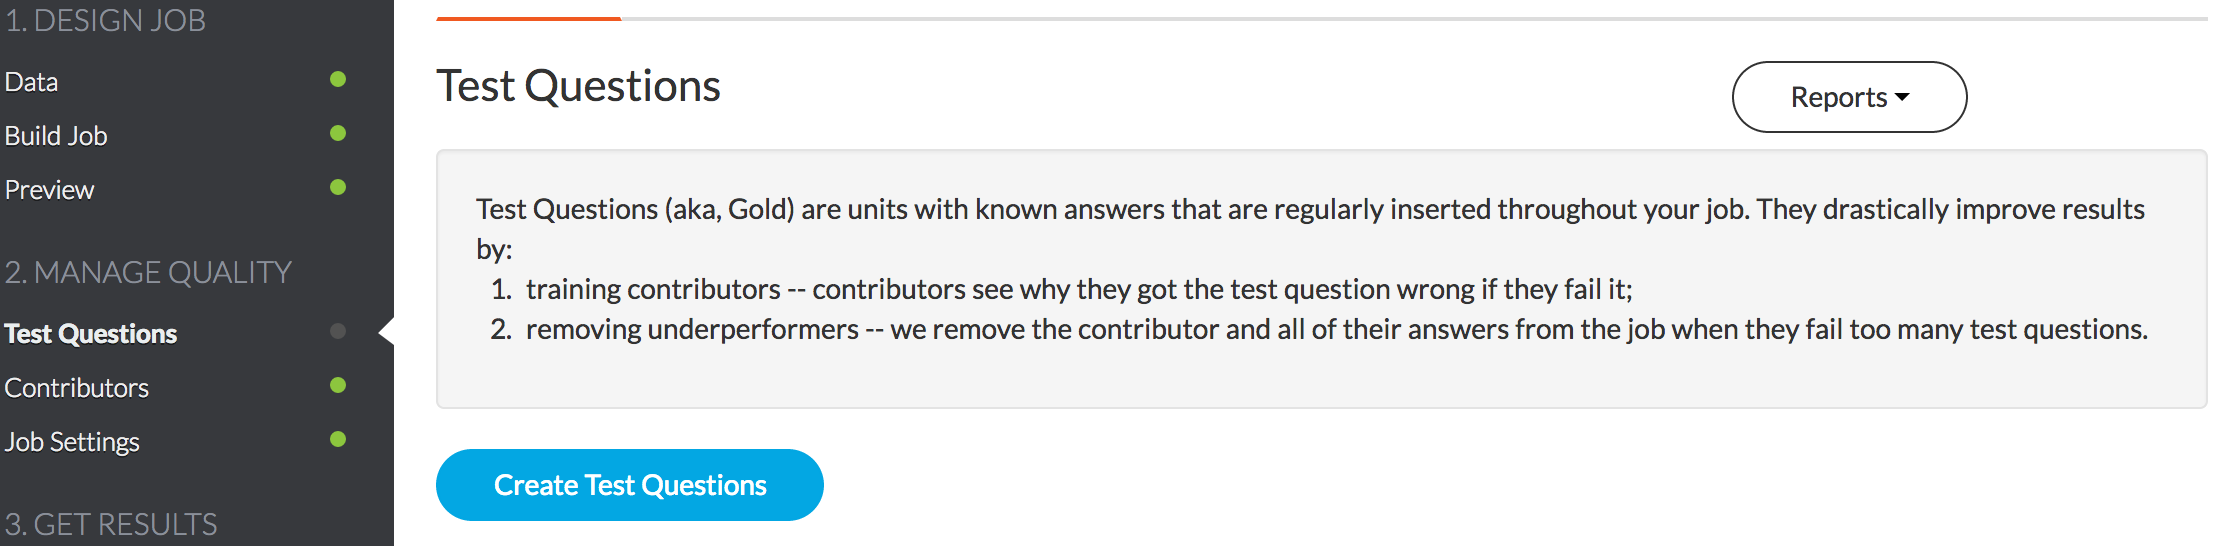 1. DESIGN JOB
Data
Build Job
Preview
2. MANAGE QUALITY
Test Questions
Contributors
Job Settings
3. GET RESULTS
Test Questions
Reports
Test Questions (aka, Gold) are units with known answers that are regularly inserted throughout your job. They drastically improve results
by:
1. training contributors -- contributors see why they got the test question wrong if they fail it;
2. removing underperformers -- we remove the contributor and all of their answers from the job when they fail too many test questions.
Create Test Questions